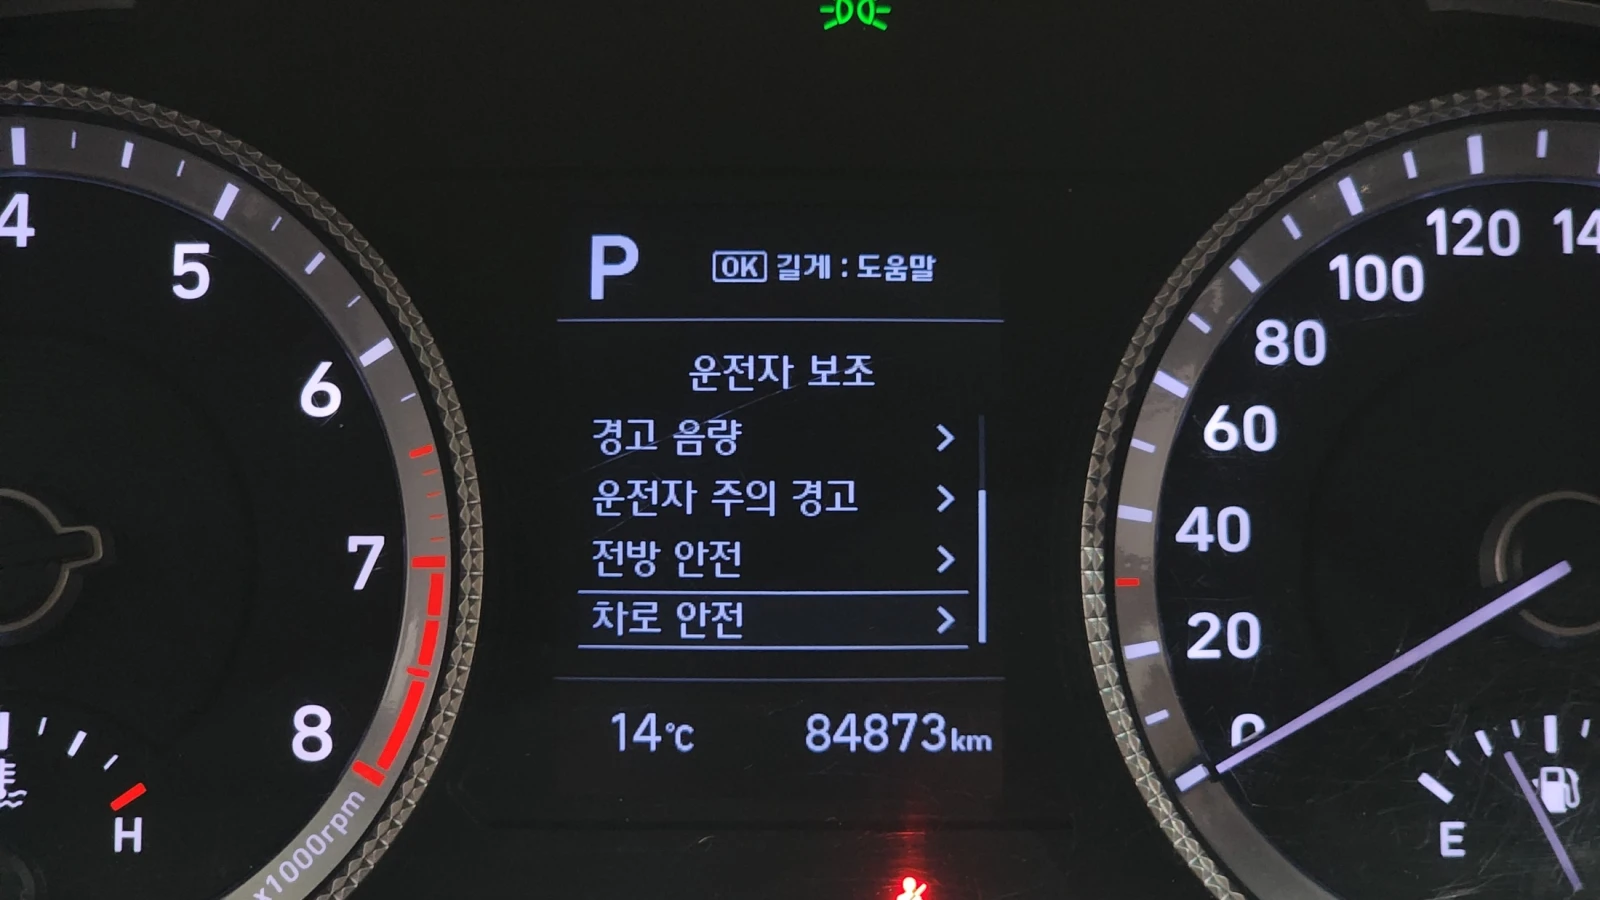 P
OK 길게 : 도움말
운전자 보조
경고 음량 >
운전자 주의 경고 >
전방 안전 >
차로 안전 >
14℃ 84873km
4
5
6
7
8
x1000rpm
H
0
20
40
60
80
100
120
14
E